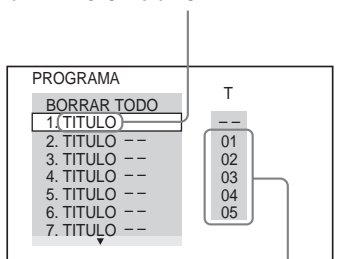 PROGRAMA
T
BORRAR TODO
1. TITULO
– –
2. TITULO – –
01
3. TITULO – –
02
4. TITULO – –
03
5. TITULO – –
04
6. TITULO – –
05
7. TITULO – –